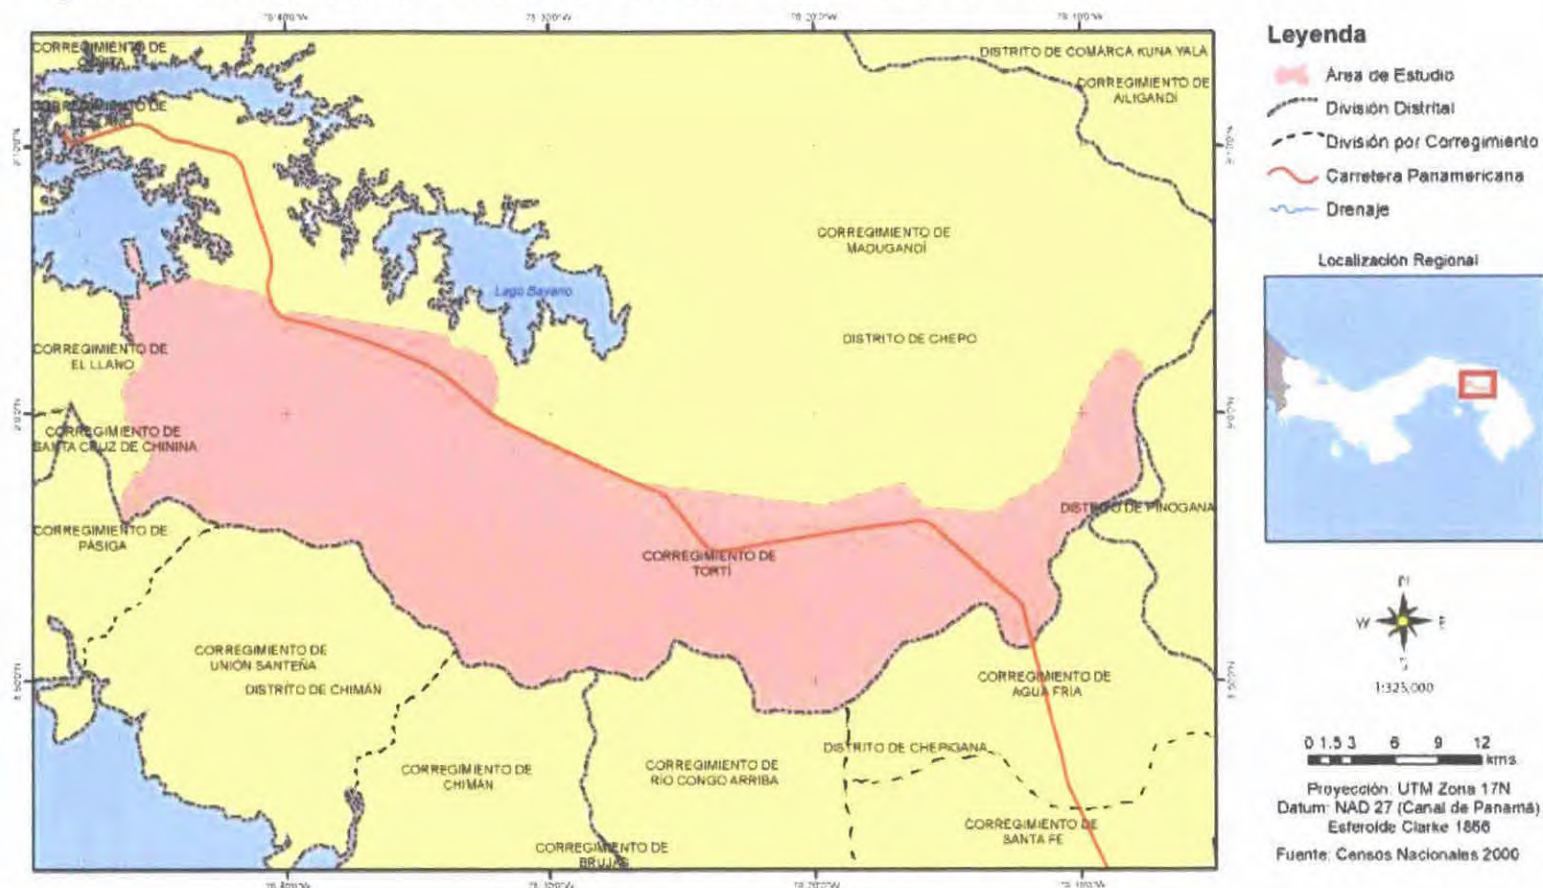 CORREGIMIENTO DE
CORREGIMIENTO DE
DISTRITO DE COMARCA KUNA YALA
CORREGIMIENTO DE
AILIGANDÍ
CORREGIMIENTO DE
MADUGANDÍ
Lago Bayano
DISTRITO DE CHEPO
CORREGIMIENTO DE
EL LLANO
CORREGIMIENTO DE
SANTA CRUZ DE CHININA
CORREGIMIENTO DE
PÁSIGA
DISTRITO DE PINOGANA
CORREGIMIENTO DE
TORTÍ
CORREGIMIENTO DE
UNIÓN SANTEÑA
DISTRITO DE CHIMÁN
CORREGIMIENTO DE
AGUA FRÍA
DISTRITO DE CHEPIGANA
CORREGIMIENTO DE
CHIMÁN
CORREGIMIENTO DE
RÍO CONGO ARRIBA
CORREGIMIENTO DE
SANTA FE
CORREGIMIENTO DE
BRUJAS
Leyenda
Área de Estudio
División Distrital
División por Corregimiento
Carretera Panamericana
Drenaje
Localización Regional
N
W E
S
1:325,000
0 1.5 3 6 9 12
kms
Proyección: UTM Zona 17N
Datum: NAD 27 (Canal de Panamá)
Esferoide Clarke 1866
Fuente: Censos Nacionales 2000